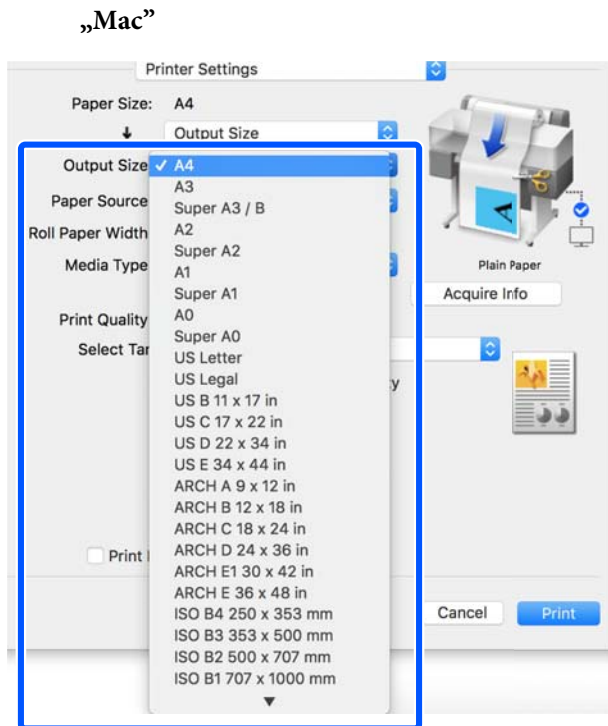 „Mac”
Printer Settings
Paper Size: A4
Output Size
Output Size ✓ A4
A3
Paper Source
Super A3 / B
Roll Paper Width
A2
Super A2
Media Type
A1
Plain Paper
Super A1
Acquire Info
Print Quality
A0
Super A0
Select Tar
US Letter
US Legal
y
US B 11 x 17 in
US C 17 x 22 in
US D 22 x 34 in
US E 34 x 44 in
ARCH A 9 x 12 in
ARCH B 12 x 18 in
ARCH C 18 x 24 in
ARCH D 24 x 36 in
Print
ARCH E1 30 x 42 in
ARCH E 36 x 48 in
ISO B4 250 x 353 mm
Cancel Print
ISO B3 353 x 500 mm
ISO B2 500 x 707 mm
ISO B1 707 x 1000 mm